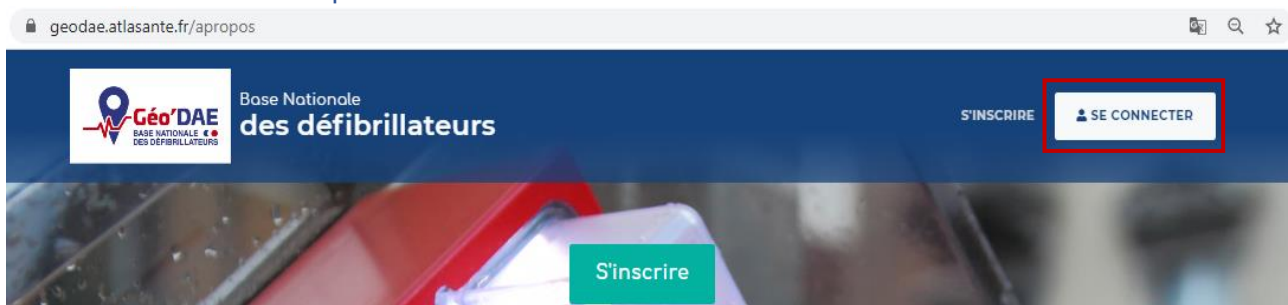 geodae.atlasante.fr/apropos
Géo'DAE
BASE NATIONALE
DES DÉFIBRILLATEURS
Base Nationale
des défibrillateurs
S'INSCRIRE
SE CONNECTER
S'inscrire